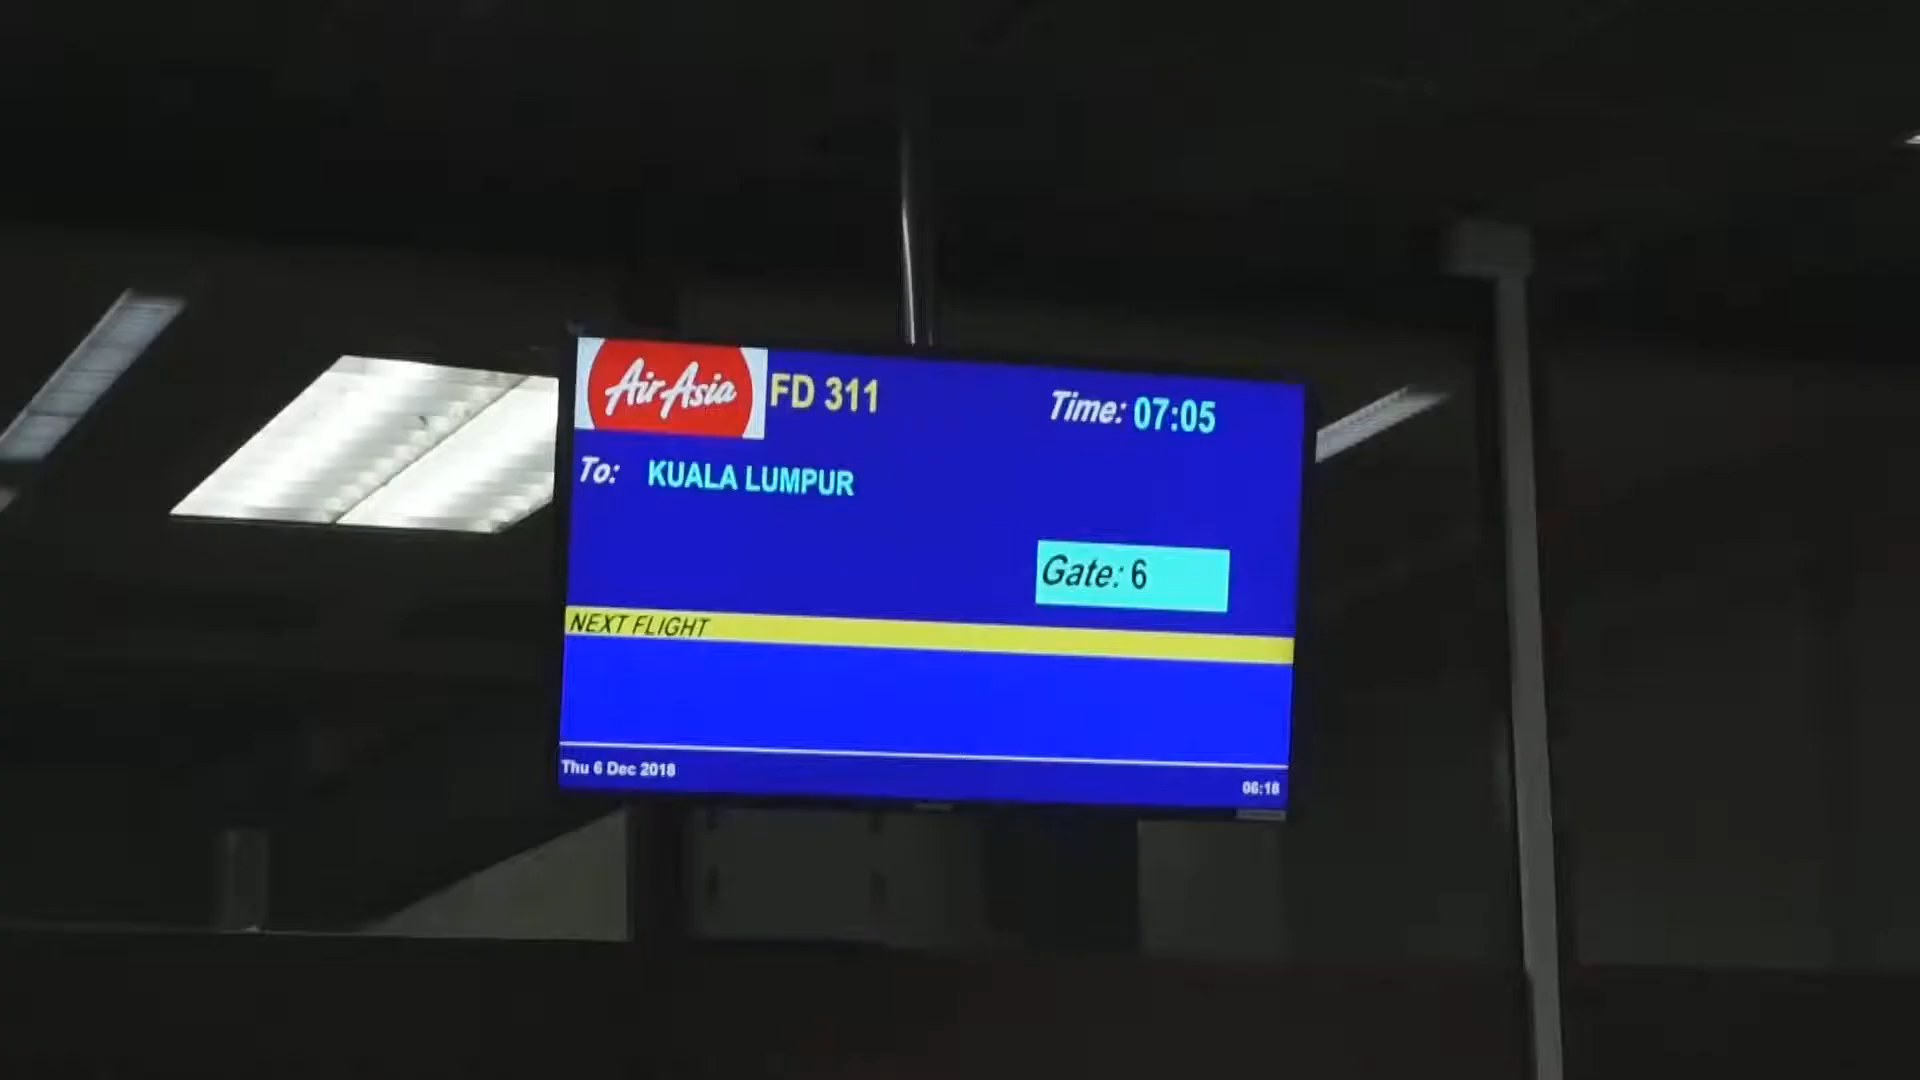 AirAsia FD 311 Time: 07:05
To: KUALA LUMPUR
Gate: 6
NEXT FLIGHT
Thu 6 Dec 2018 06:18